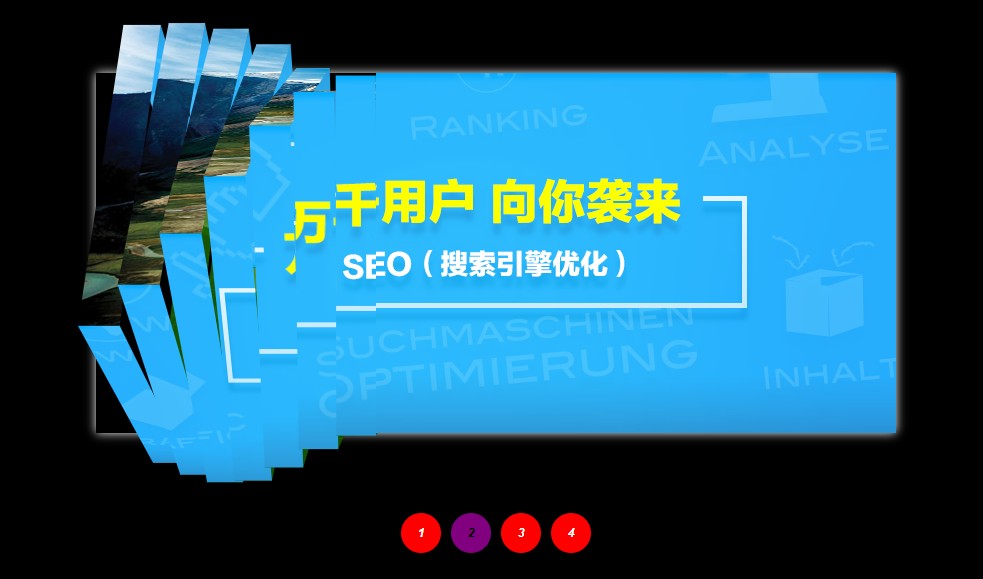 RANKING
ANALYSE
万千用户 向你袭来
SEO（搜索引擎优化）
SUCHMASCHINEN
OPTIMIERUNG
INHALT
1 2 3 4